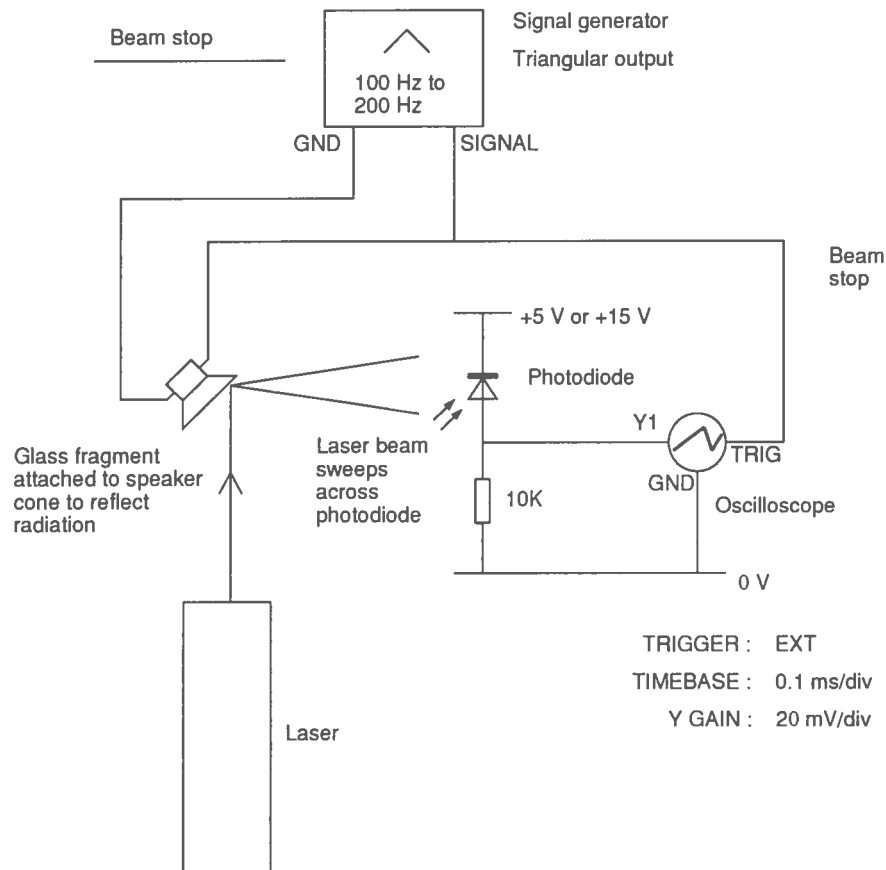 Beam stop
Signal generator
Triangular output
100 Hz to
200 Hz
GND
SIGNAL
Beam
stop
+5 V or +15 V
Photodiode
Y1
TRIG
GND
Oscilloscope
Glass fragment
attached to speaker
cone to reflect
radiation
Laser beam
sweeps
across
photodiode
10K
0 V
TRIGGER : EXT
TIMEBASE : 0.1 ms/div
Y GAIN : 20 mV/div
Laser